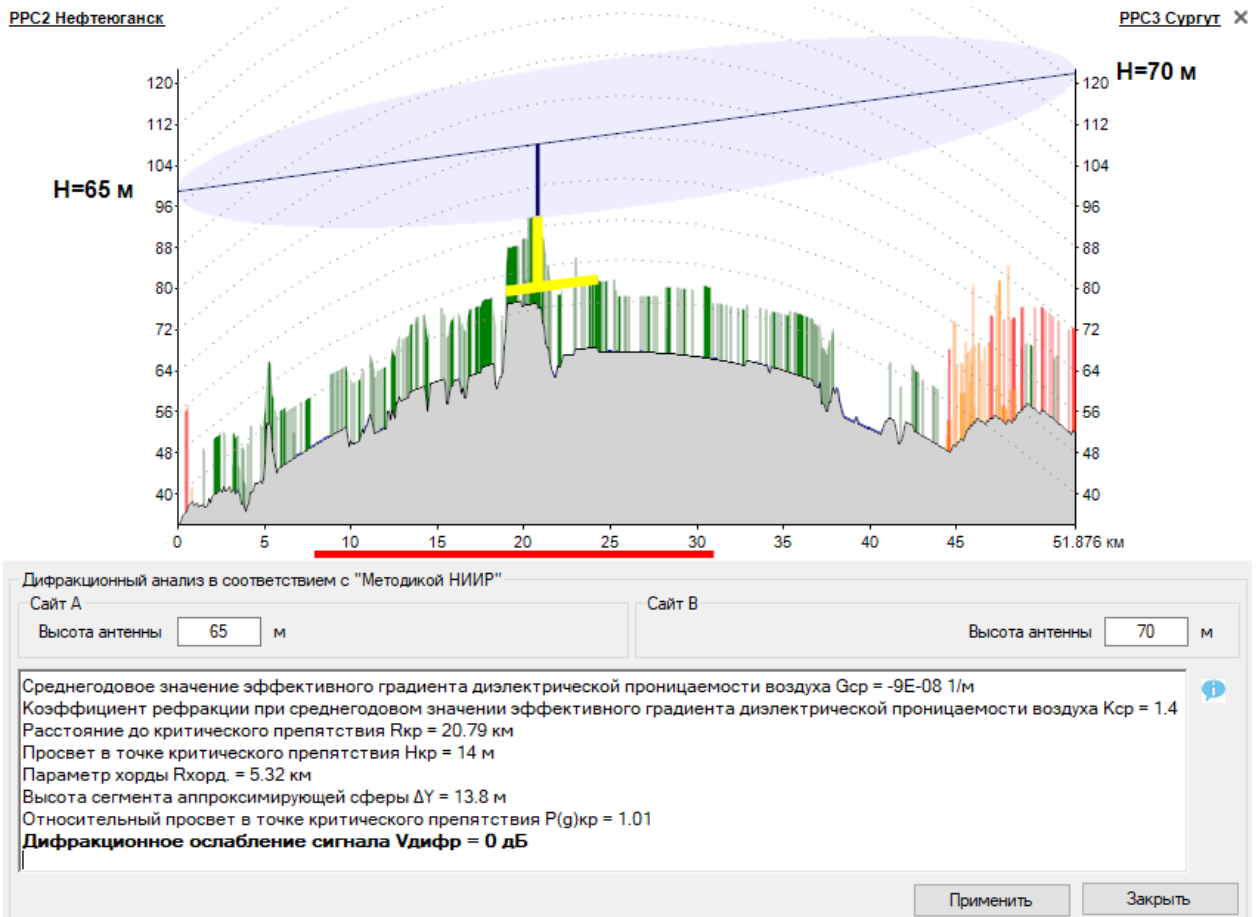 РРС2 Нефтеюганск
РРС3 Сургут
H=70 м
H=65 м
120
112
104
96
88
80
72
64
56
48
40
120
112
104
96
88
80
72
64
56
48
40
0 5 10 15 20 25 30 35 40 45 51.876 км
Дифракционный анализ в соответствием с "Методикой НИИР"
Сайт A
Высота антенны 65 м
Сайт B
Высота антенны 70 м
Среднегодовое значение эффективного градиента диэлектрической проницаемости воздуха Gср = -9E-08 1/м
Коэффициент рефракции при среднегодовом значении эффективного градиента диэлектрической проницаемости воздуха Kср = 1.4
Расстояние до критического препятствия Rкр = 20.79 км
Просвет в точке критического препятствия Hкр = 14 м
Параметр хорды Rхорд. = 5.32 км
Высота сегмента аппроксимирующей сферы ΔY = 13.8 м
Относительный просвет в точке критического препятствия P(g)кр = 1.01
Дифракционное ослабление сигнала Vдифр = 0 дБ
Применить
Закрыть